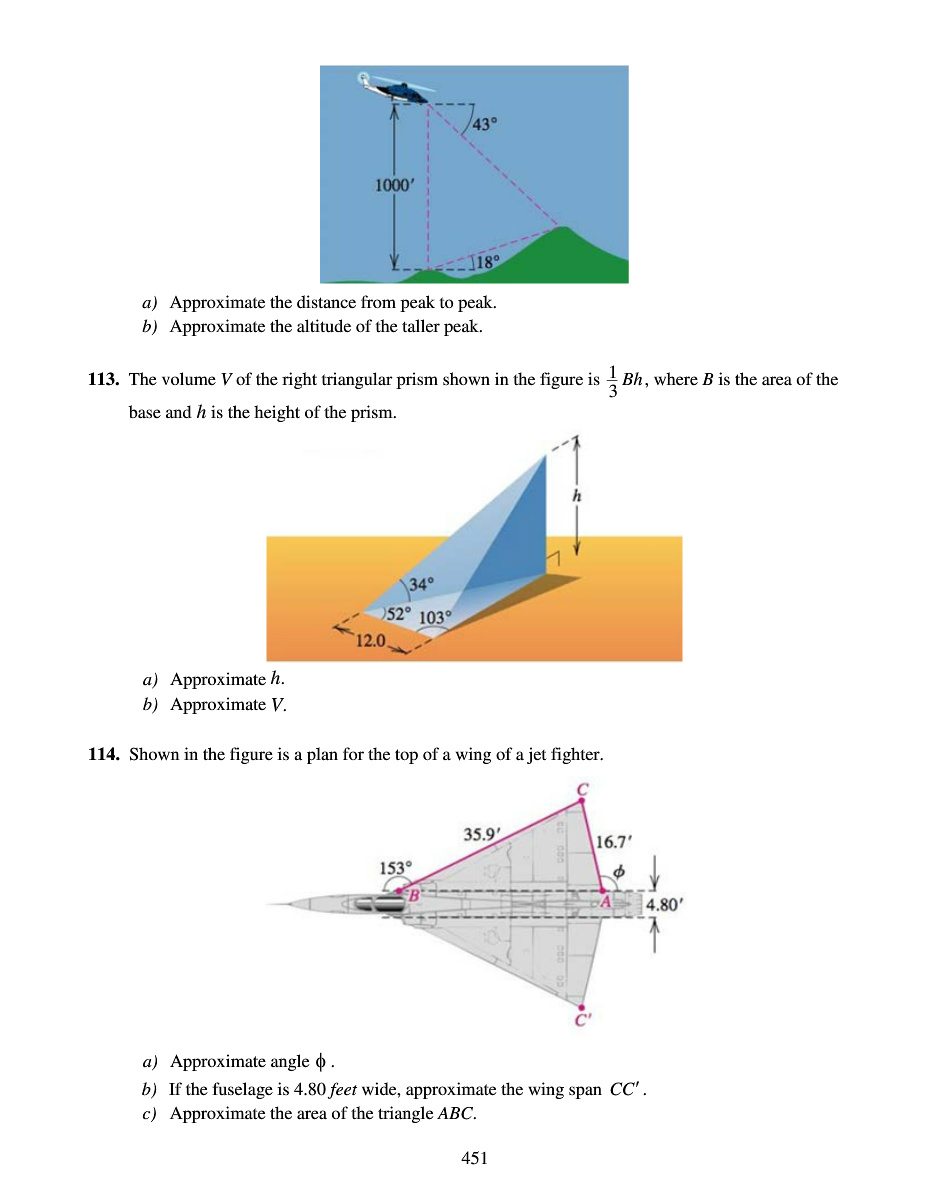 43°
1000′
18°
a) Approximate the distance from peak to peak.
b) Approximate the altitude of the taller peak.
113. The volume V of the right triangular prism shown in the figure is 1/3 Bh, where B is the area of the
base and h is the height of the prism.
h
34°
52° 103°
12.0
a) Approximate h.
b) Approximate V.
114. Shown in the figure is a plan for the top of a wing of a jet fighter.
C
35.9′
16.7′
153°
ϕ
B
A
4.80′
C′
a) Approximate angle ϕ .
b) If the fuselage is 4.80 feet wide, approximate the wing span CC′ .
c) Approximate the area of the triangle ABC.
451